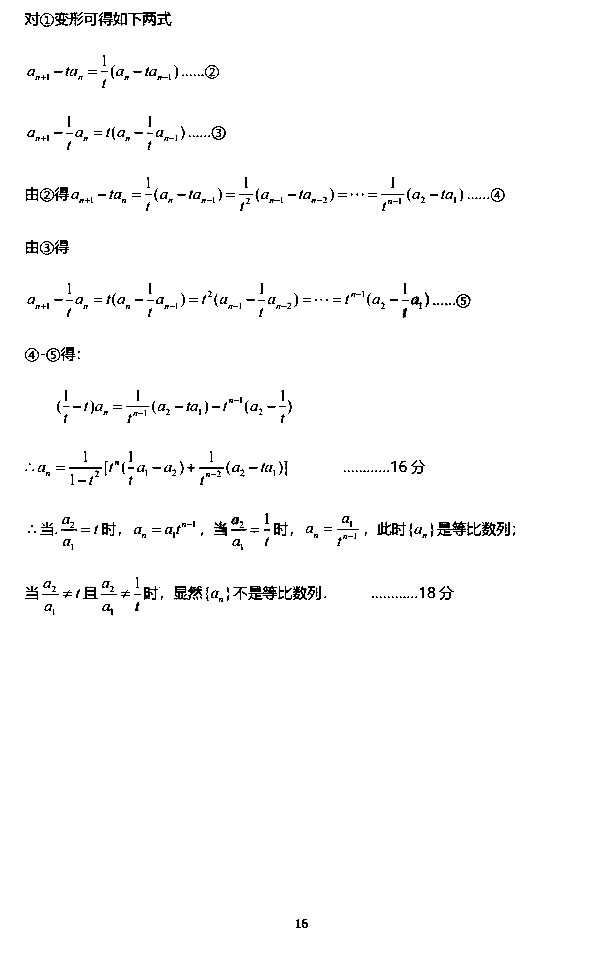 对①变形可得如下两式
a_{n+1} - ta_n = \frac{1}{t}(a_n - ta_{n-1}) ......②
a_{n+1} - \frac{1}{t}a_n = t(a_n - \frac{1}{t}a_{n-1}) ......③
由②得 a_{n+1} - ta_n = \frac{1}{t}(a_n - ta_{n-1}) = \frac{1}{t^2}(a_{n-1} - ta_{n-2}) = \cdots = \frac{1}{t^{n-1}}(a_2 - ta_1) ......④
由③得
a_{n+1} - \frac{1}{t}a_n = t(a_n - \frac{1}{t}a_{n-1}) = t^2(a_{n-1} - \frac{1}{t}a_{n-2}) = \cdots = t^{n-1}(a_2 - \frac{1}{t}a_1) ......⑤
④-⑤得：
(\frac{1}{t} - t)a_n = \frac{1}{t^{n-1}}(a_2 - ta_1) - t^{n-1}(a_2 - \frac{1}{t})
∴ a_n = \frac{1}{1-t^2}[t^n(\frac{1}{t}a_1 - a_2) + \frac{1}{t^{n-2}}(a_2 - ta_1)] ............16 分
∴ 当 \frac{a_2}{a_1} = t 时， a_n = a_1t^{n-1} ，当 \frac{a_2}{a_1} = \frac{1}{t} 时， a_n = \frac{a_1}{t^{n-1}} ，此时{a_n}是等比数列；
当 \frac{a_2}{a_1} ≠ t 且 \frac{a_2}{a_1} ≠ \frac{1}{t} 时，显然{a_n}不是等比数列． ............18 分
16